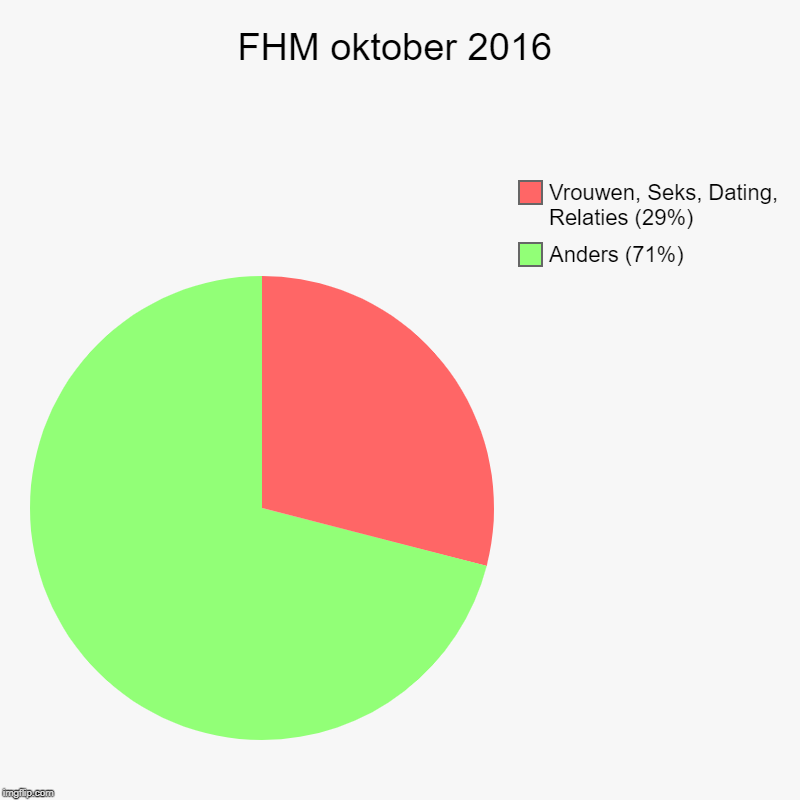 FHM oktober 2016
Vrouwen, Seks, Dating,
Relaties (29%)
Anders (71%)
imgflip.com